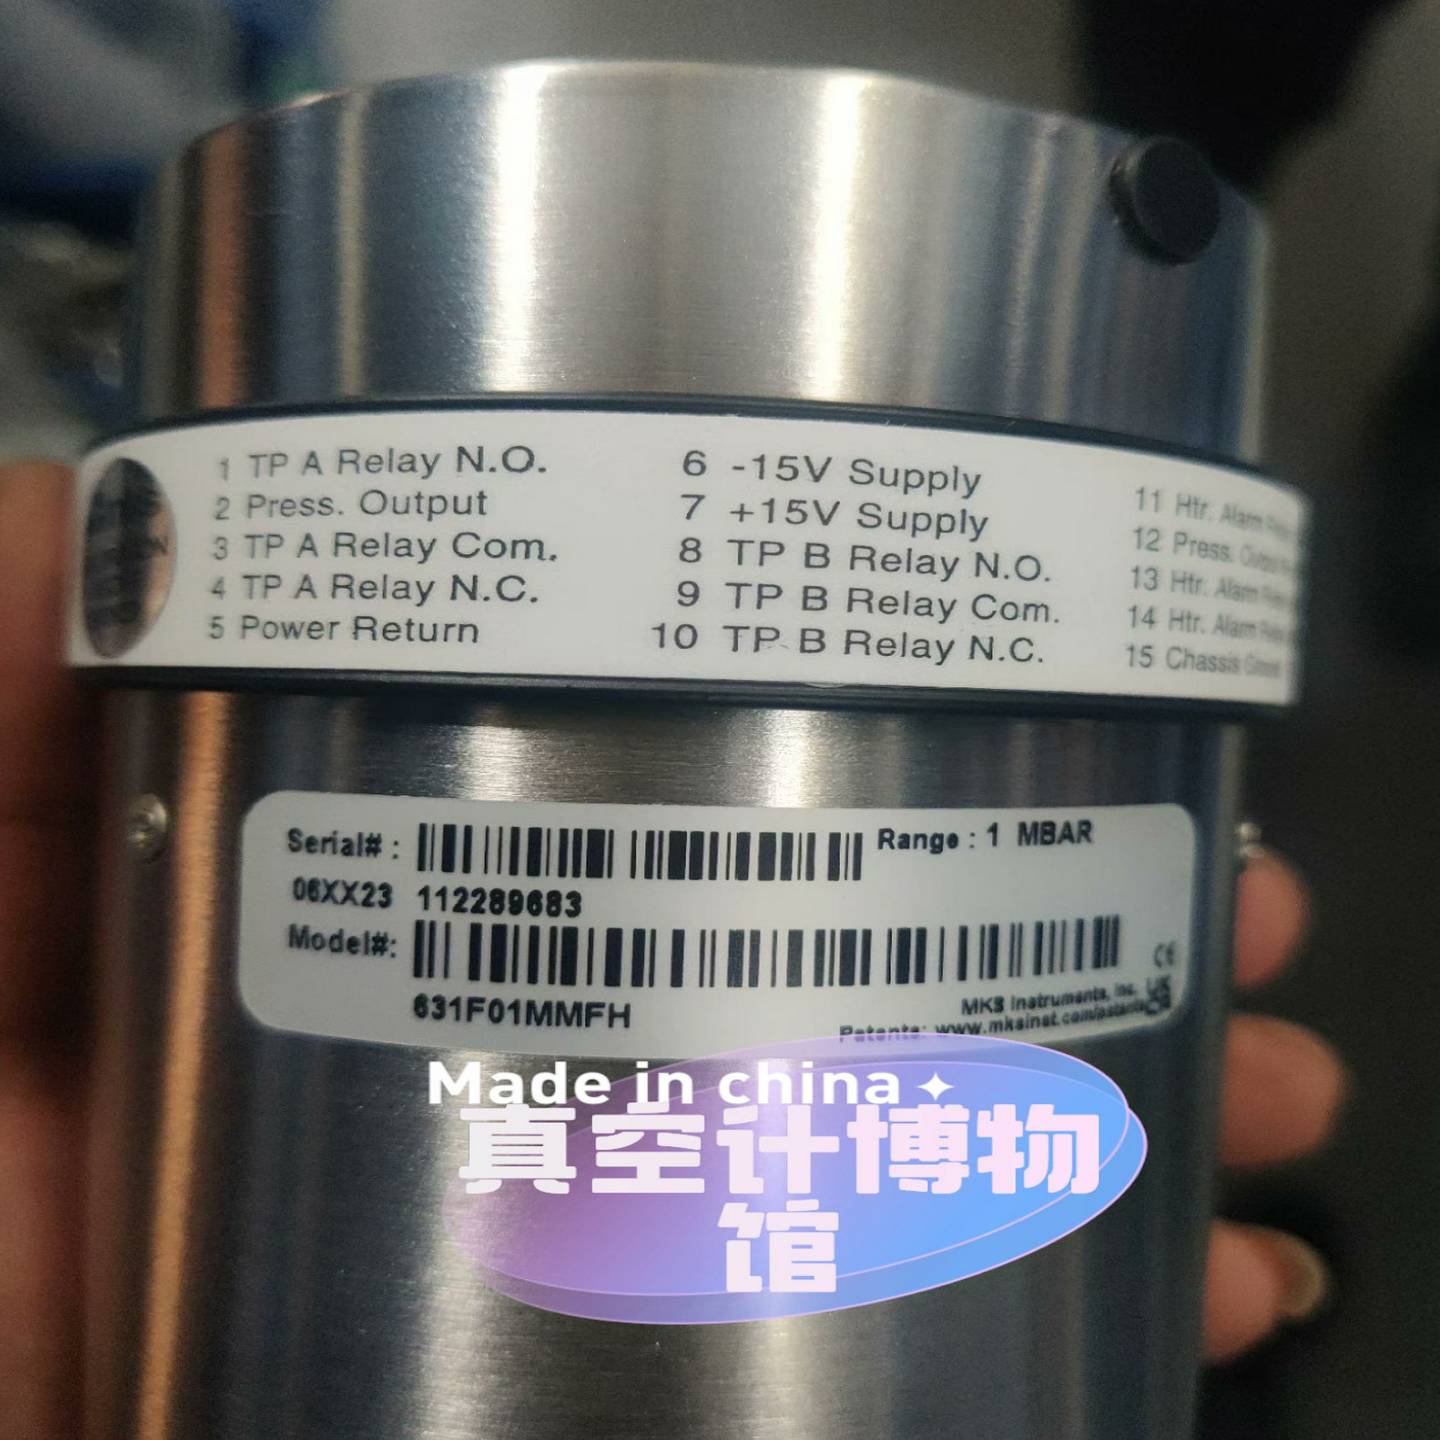 1 TP A Relay N.O.
2 Press. Output
3 TP A Relay Com.
4 TP A Relay N.C.
5 Power Return
6 -15V Supply
7 +15V Supply
8 TP B Relay N.O.
9 TP B Relay Com.
10 TP B Relay N.C.
11 Htr. Alarm
12 Press. Output
13 Htr. Alarm
14 Htr. Alarm
15 Chassis
Serial# :
Range : 1 MBAR
06XX23 112289683
Model#:
631F01MMFH
MKS Instruments, Inc.
Patents: www.mksinst.com/patents
Made in china
真空计博物
馆